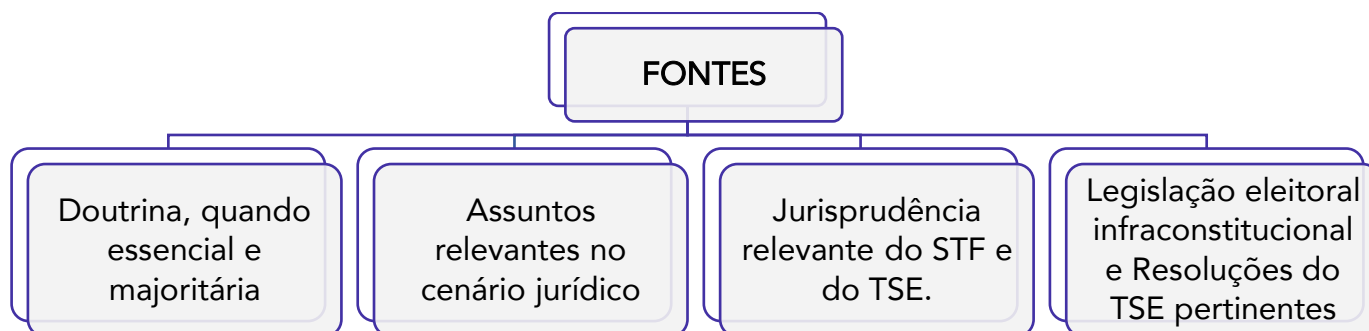 FONTES
Doutrina, quando
essencial e
majoritária
Assuntos
relevantes no
cenário jurídico
Jurisprudência
relevante do STF e
do TSE.
Legislação eleitoral
infraconstitucional
e Resoluções do
TSE pertinentes